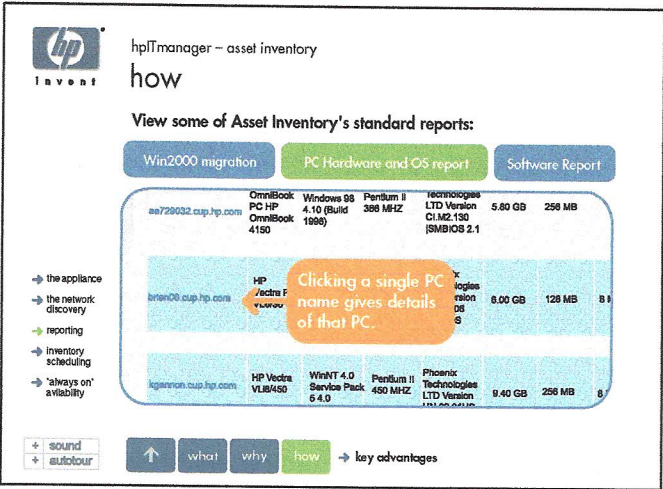 hp
invent
hpITmanager – asset inventory
how
View some of Asset Inventory's standard reports:
Win2000 migration
PC Hardware and OS report
Software Report
aa729032.cup.hp.com
OmniBook
PC HP
OmniBook
4150
Windows 98
4.10 (Build
1998)
Pentium II
366 MHZ
Technologies
LTD Version
CI.M2.130
|SMBIOS 2.1
5.80 GB
256 MB
brian00.cup.hp.com
HP
Vectra
Clicking a single PC
name gives details
of that PC.
6.00 GB
128 MB
8
kgannon.cup.hp.com
HP Vectra
VLi8/450
WinNT 4.0
Service Pack
5 4.0
Pentium II
450 MHZ
Phoenix
Technologies
LTD Version
9.40 GB
256 MB
8
the appliance
the network
discovery
reporting
inventory
scheduling
'always on'
avilability
+ sound
+ autotour
what
why
how
key advantages